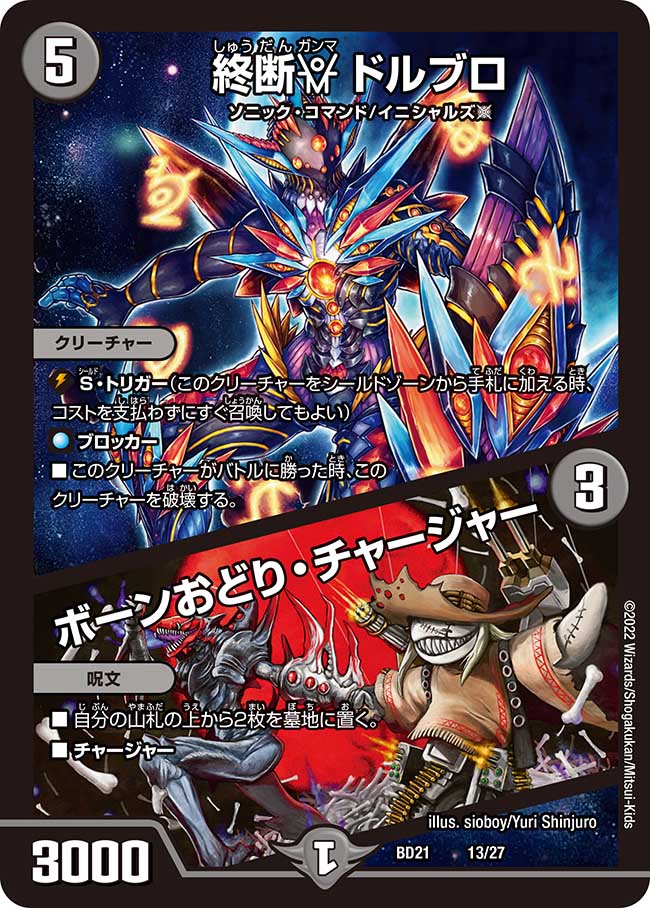 5
終断γ ドルブロ
しゅうだん ガンマ
ソニック・コマンド/イニシャルズ
クリーチャー
S・トリガー(このクリーチャーをシールドゾーンから手札に加える時、
コストを支払わずにすぐ召喚してもよい)
ブロッカー
■このクリーチャーがバトルに勝った時、この
クリーチャーを破壊する。
3
ボーンおどり・チャージャー
呪文
■自分の山札の上から2枚を墓地に置く。
■チャージャー
©2022 Wizards/Shogakukan/Mitsui-Kids
illus. sioboy/Yuri Shinjuro
3000
1
BD21 13/27